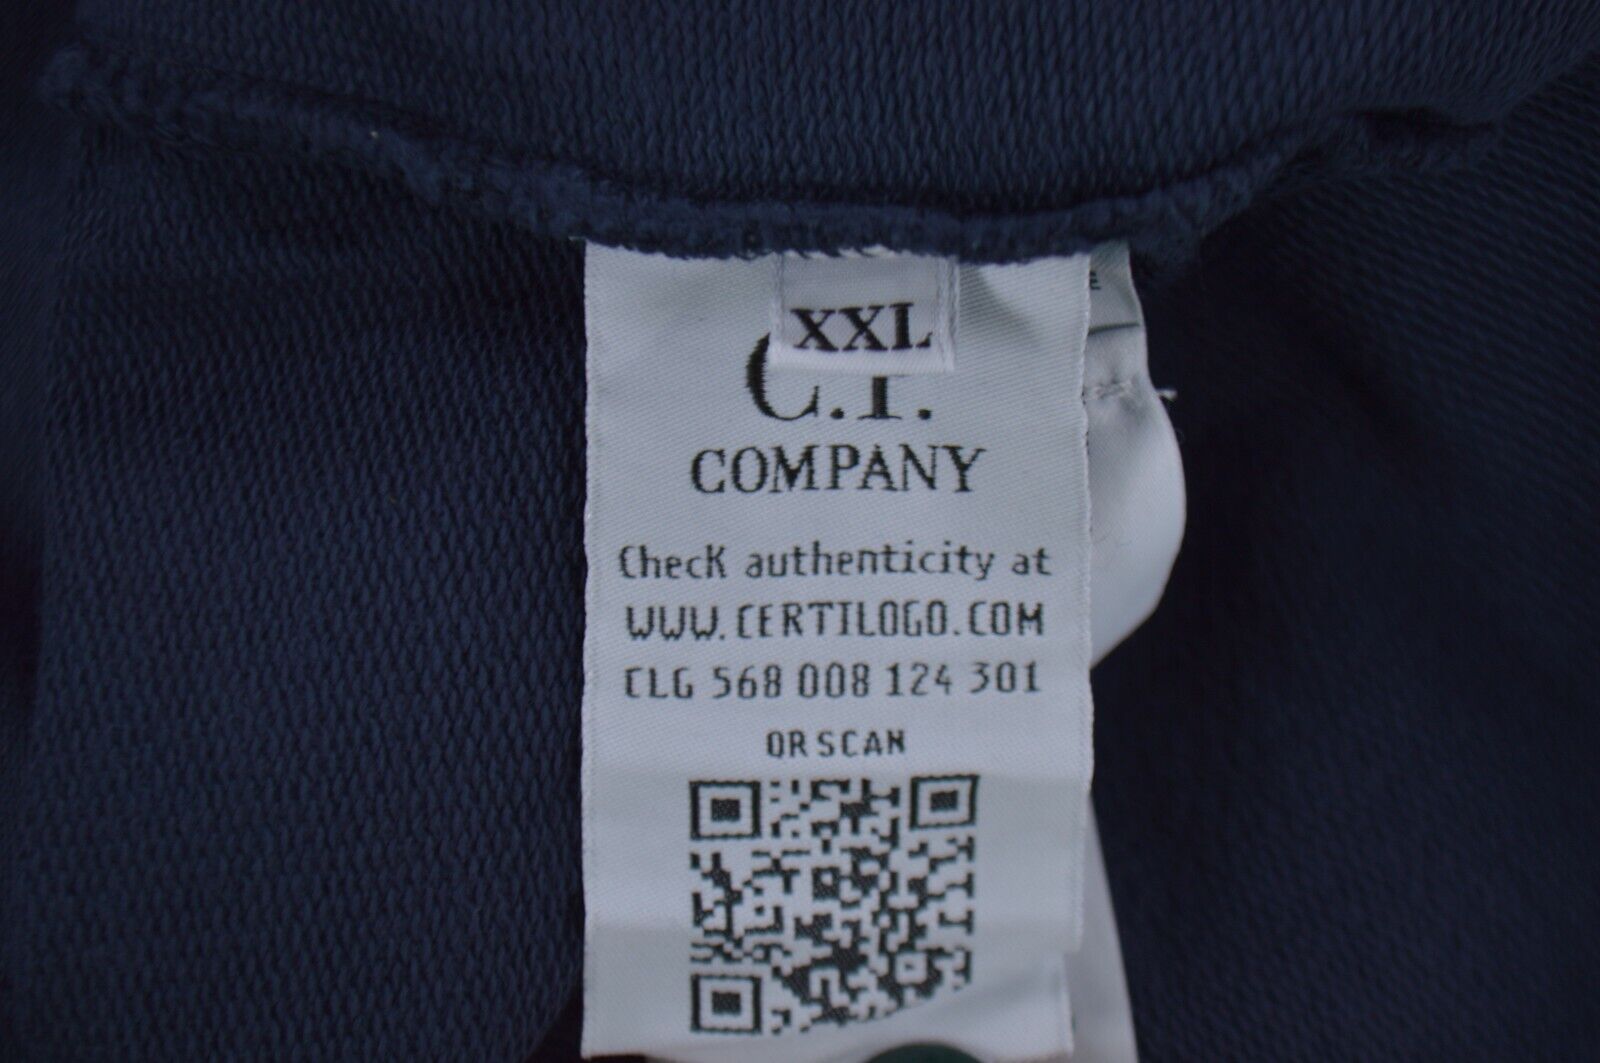 XXL
C.P.
COMPANY
Check authenticity at
WWW.CERTILOGO.COM
CLG 568 008 124 301
OR SCAN
E